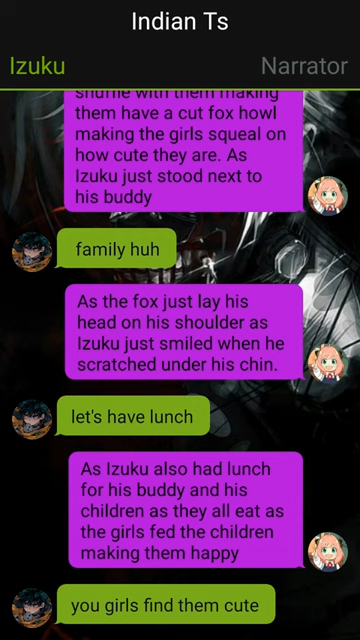 Indian Ts
Izuku
Narrator
shuffle with them making
them have a cut fox howl
making the girls squeal on
how cute they are. As
Izuku just stood next to
his buddy
family huh
As the fox just lay his
head on his shoulder as
Izuku just smiled when he
scratched under his chin.
let's have lunch
As Izuku also had lunch
for his buddy and his
children as they all eat as
the girls fed the children
making them happy
you girls find them cute